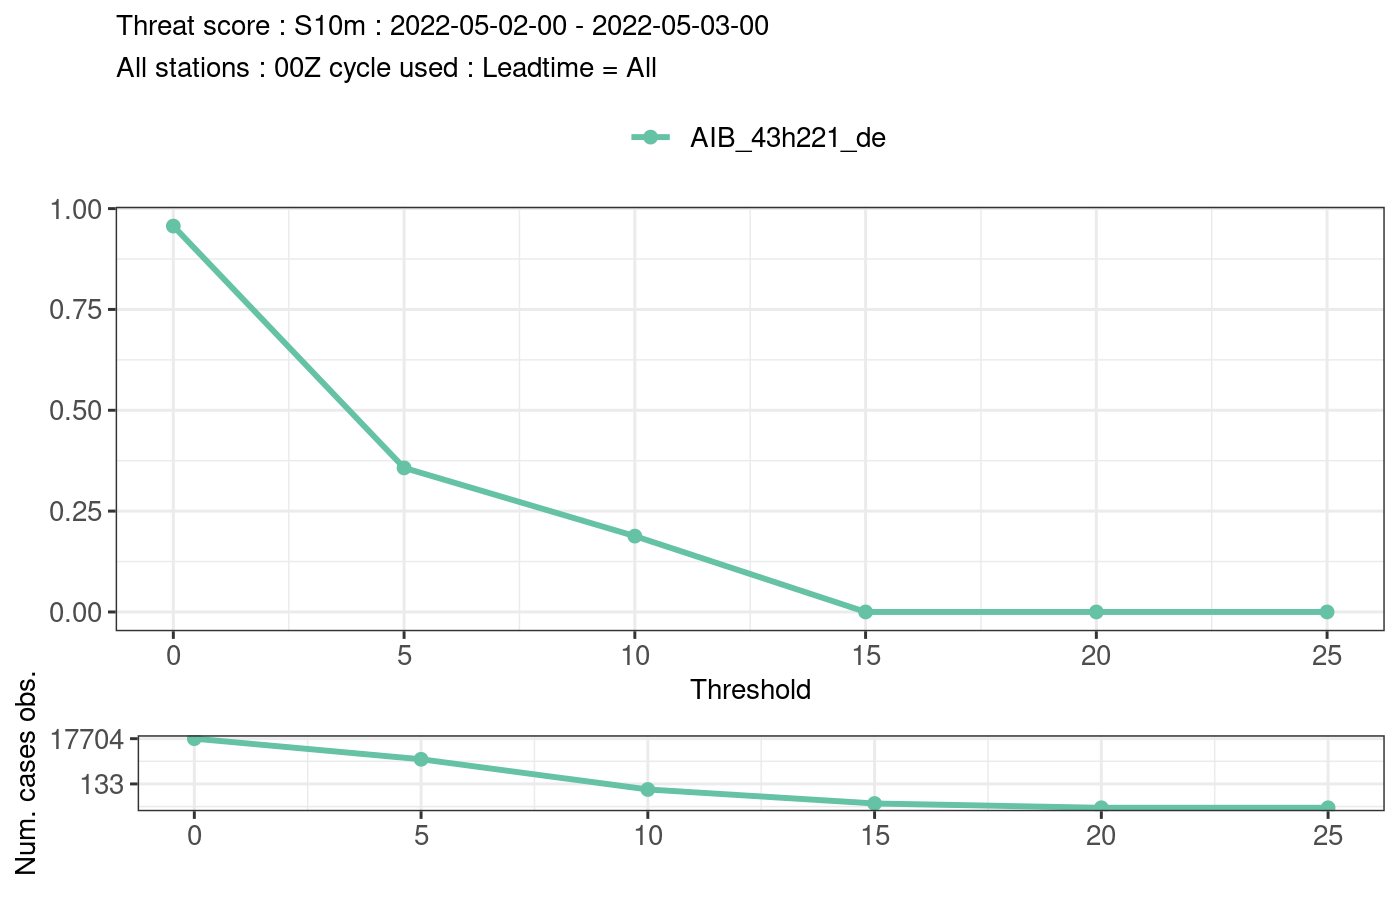 Threat score : S10m : 2022-05-02-00 - 2022-05-03-00
All stations : 00Z cycle used : Leadtime = All
AIB_43h221_de
1.00
0.75
0.50
0.25
0.00
0 5 10 15 20 25
Threshold
Num. cases obs.
17704
133
0 5 10 15 20 25